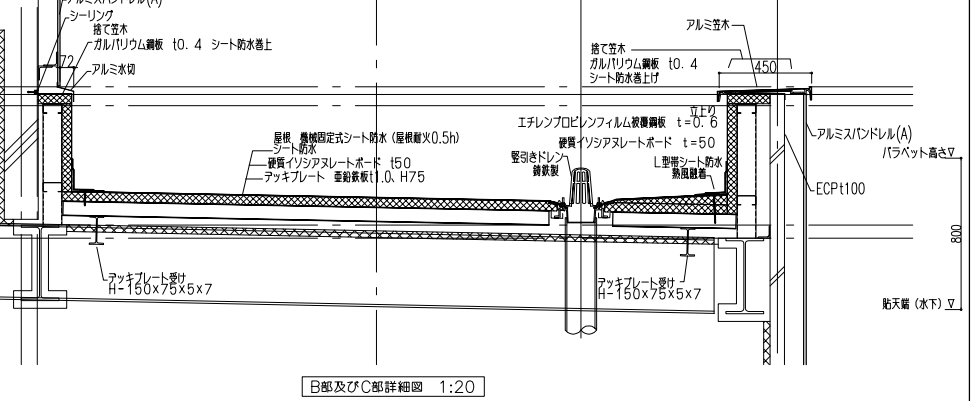 アルミスパンドレル(A)
シーリング
捨て笠木
ガルバリウム鋼板 t0.4 シート防水巻上
72
アルミ水切
アルミ笠木
捨て笠木
ガルバリウム鋼板 t0.4
シート防水巻上げ
450
立上り
エチレンプロピレンフィルム被覆鋼板 t=0.6
硬質イソシアヌレートボード t=50
竪引きドレン
鋳鉄製
L型帯シート防水
熱風融着
屋根 機械固定式シート防水(屋根耐火0.5h)
シート防水
硬質イソシアヌレートボード t50
デッキプレート 亜鉛鉄板t1.0、H75
アルミスパンドレル(A)
パラペット高さ▽
ECPt100
800
デッキプレート受け
H-150x75x5x7
デッキプレート受け
H-150x75x5x7
貼天端(水下)▽
B部及びC部詳細図 1:20